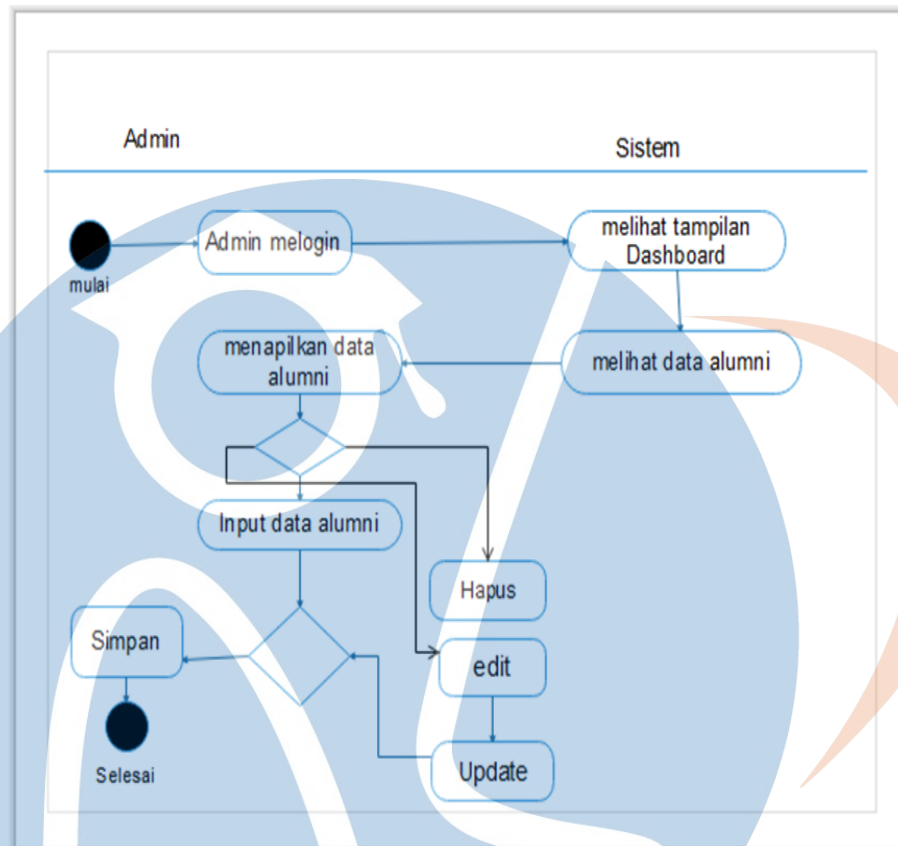 Admin
Sistem
mulai
Admin melogin
melihat tampilan
Dashboard
menapilkan data
alumni
melihat data alumni
Input data alumni
Hapus
Simpan
edit
Selesai
Update